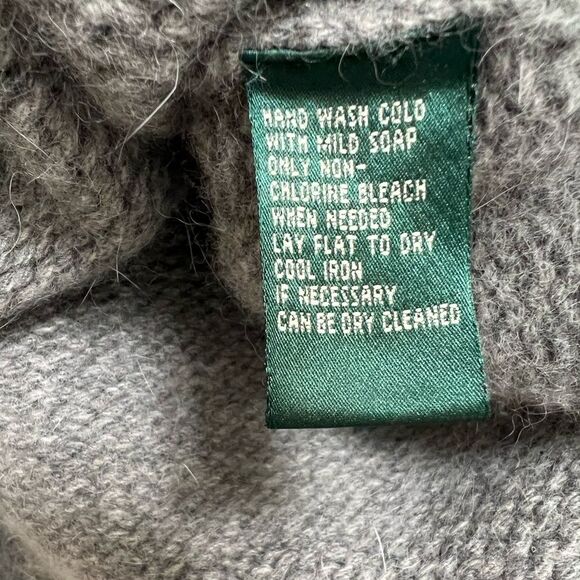 HAND WASH COLD
WITH MILD SOAP
ONLY NON-
CHLORINE BLEACH
WHEN NEEDED
LAY FLAT TO DRY
COOL IRON
IF NECESSARY
CAN BE DRY CLEANED